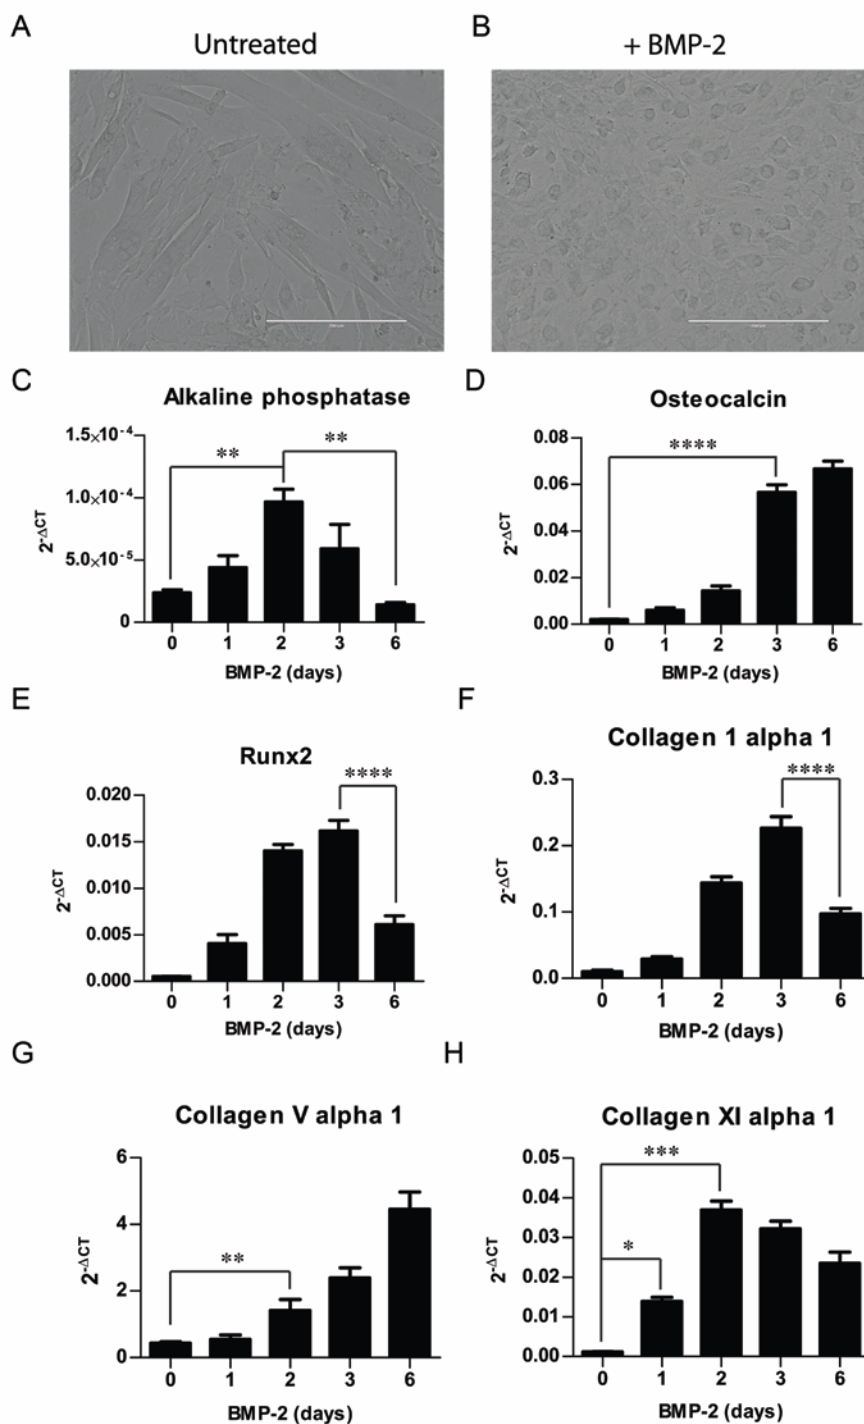 A
Untreated
B
+ BMP-2
C
Alkaline phosphatase
1.5×10⁻⁴
1.0×10⁻⁴
5.0×10⁻⁵
0
2⁻ΔCT
** **
0 1 2 3 6
BMP-2 (days)
D
Osteocalcin
0.08
0.06
0.04
0.02
0.00
2⁻ΔCT
****
0 1 2 3 6
BMP-2 (days)
E
Runx2
0.020
0.015
0.010
0.005
0.000
2⁻ΔCT
****
0 1 2 3 6
BMP-2 (days)
F
Collagen 1 alpha 1
0.3
0.2
0.1
0.0
2⁻ΔCT
****
0 1 2 3 6
BMP-2 (days)
G
Collagen V alpha 1
6
4
2
0
2⁻ΔCT
**
0 1 2 3 6
BMP-2 (days)
H
Collagen XI alpha 1
0.05
0.04
0.03
0.02
0.01
0.00
2⁻ΔCT
***
*
0 1 2 3 6
BMP-2 (days)